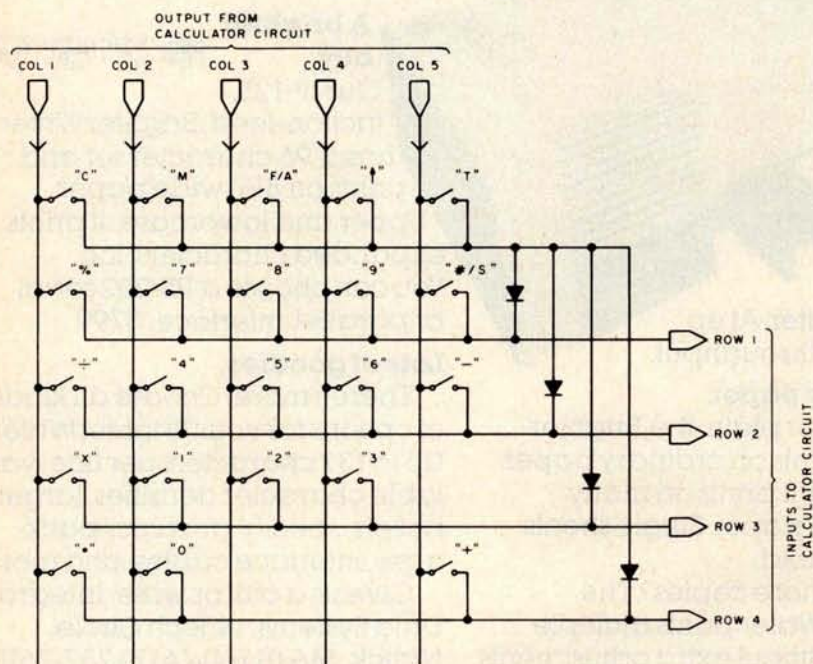 OUTPUT FROM
CALCULATOR CIRCUIT
COL 1 COL 2 COL 3 COL 4 COL 5
"C" "M" "F/A" "↑" "T"
"%" "7" "8" "9" "#/S"
ROW 1
"÷" "4" "5" "6" "−"
ROW 2
"X" "1" "2" "3"
ROW 3
"=" "0" "+"
ROW 4
INPUTS TO
CALCULATOR CIRCUIT